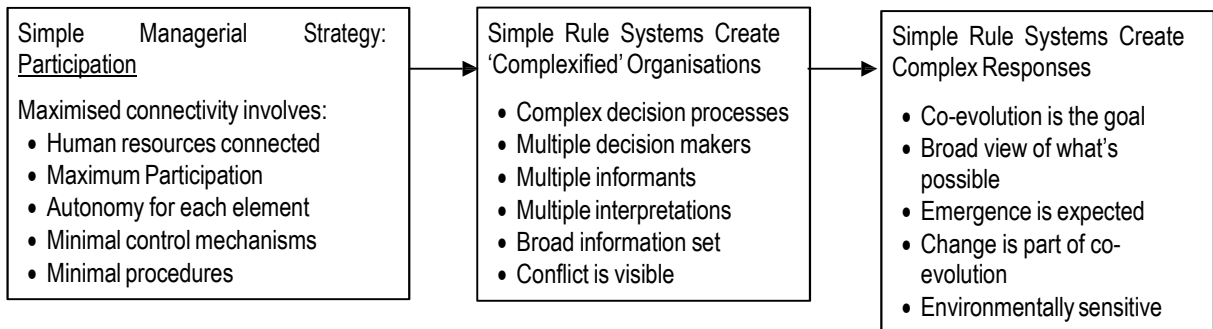 Simple Managerial Strategy:
Participation
Maximised connectivity involves:
• Human resources connected
• Maximum Participation
• Autonomy for each element
• Minimal control mechanisms
• Minimal procedures
Simple Rule Systems Create
‘Complexified’ Organisations
• Complex decision processes
• Multiple decision makers
• Multiple informants
• Multiple interpretations
• Broad information set
• Conflict is visible
Simple Rule Systems Create
Complex Responses
• Co-evolution is the goal
• Broad view of what’s
possible
• Emergence is expected
• Change is part of co-
evolution
• Environmentally sensitive